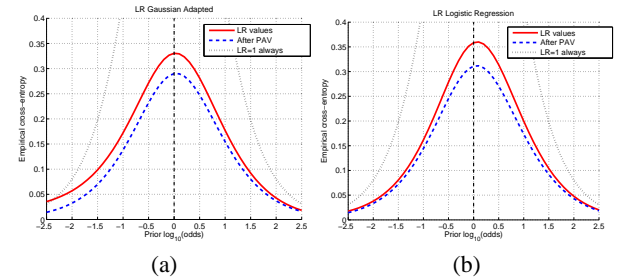 LR Gaussian Adapted
0.4
0.35
0.3
0.25
0.2
0.15
0.1
0.05
0
Empirical cross−entropy
LR values
After PAV
LR=1 always
−2.5 −2 −1.5 −1 −0.5 0 0.5 1 1.5 2 2.5
Prior log10(odds)
(a)
LR Logistic Regression
0.4
0.35
0.3
0.25
0.2
0.15
0.1
0.05
0
Empirical cross−entropy
LR values
After PAV
LR=1 always
−2.5 −2 −1.5 −1 −0.5 0 0.5 1 1.5 2 2.5
Prior log10(odds)
(b)